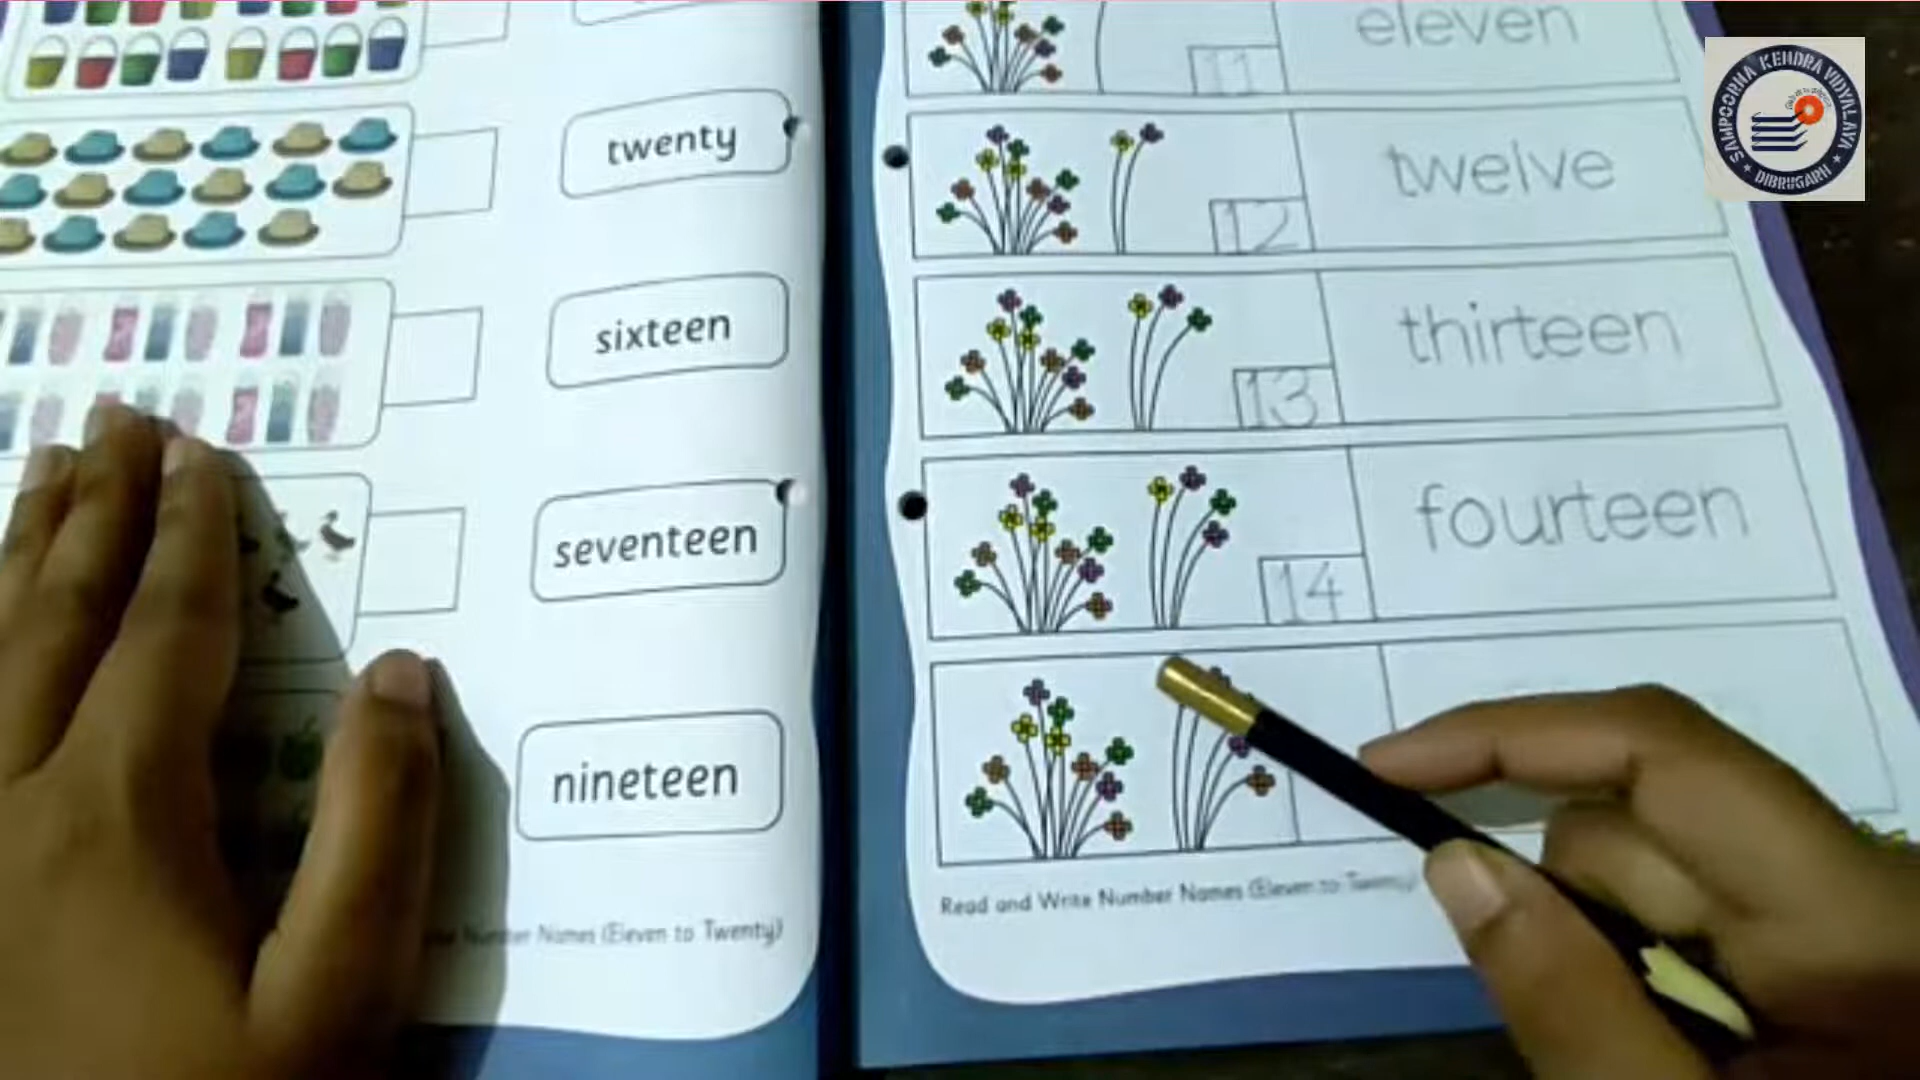 twenty
sixteen
seventeen
nineteen
Number Names (Eleven to Twenty)
11
eleven
12
twelve
13
thirteen
14
fourteen
Read and Write Number Names (Eleven to Twenty)
SAMPOORNA KENDRA VIDYALAYA
★ DIBRUGARH ★